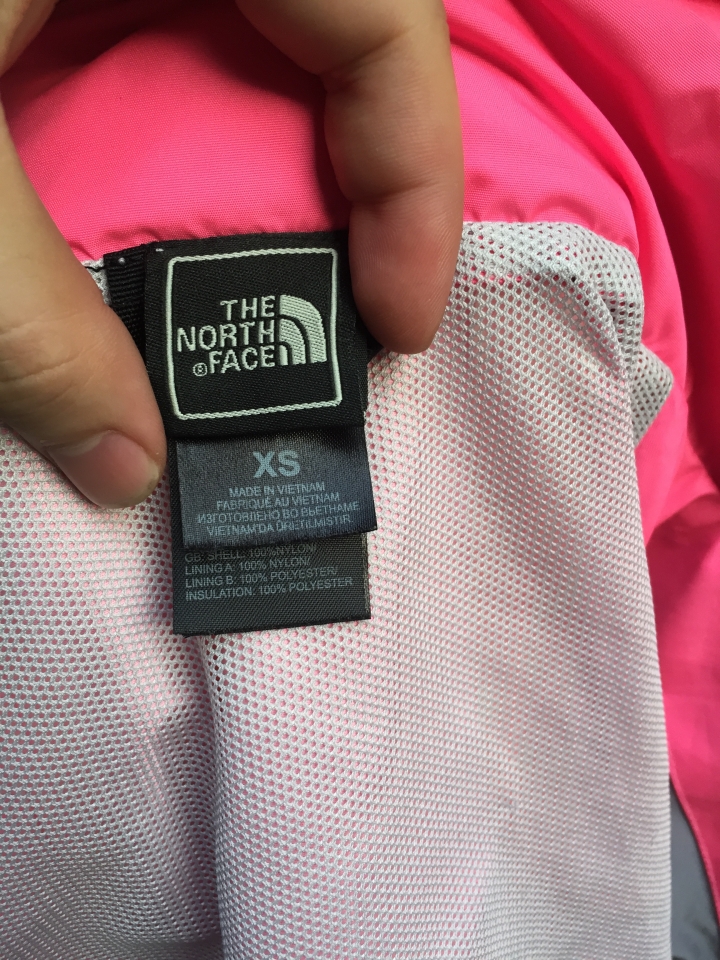 THE
NORTH
®FACE
XS
MADE IN VIETNAM
FABRIQUÉ AU VIETNAM
ИЗГОТОВЛЕНО ВО ВЬЕТНАМЕ
VIETNAM'DA ÜRETİLMİSTİR
GB: SHELL: 100%NYLON/
LINING A: 100% NYLON/
LINING B: 100% POLYESTER/
INSULATION: 100% POLYESTER